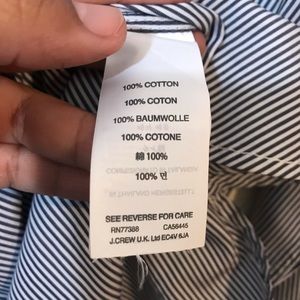 100% COTTON
100% COTON
100% BAUMWOLLE
100% COTONE
綿 100%
100% 면
SEE REVERSE FOR CARE
RN77388 CA56445
J.CREW U.K. Ltd EC4V 6JA